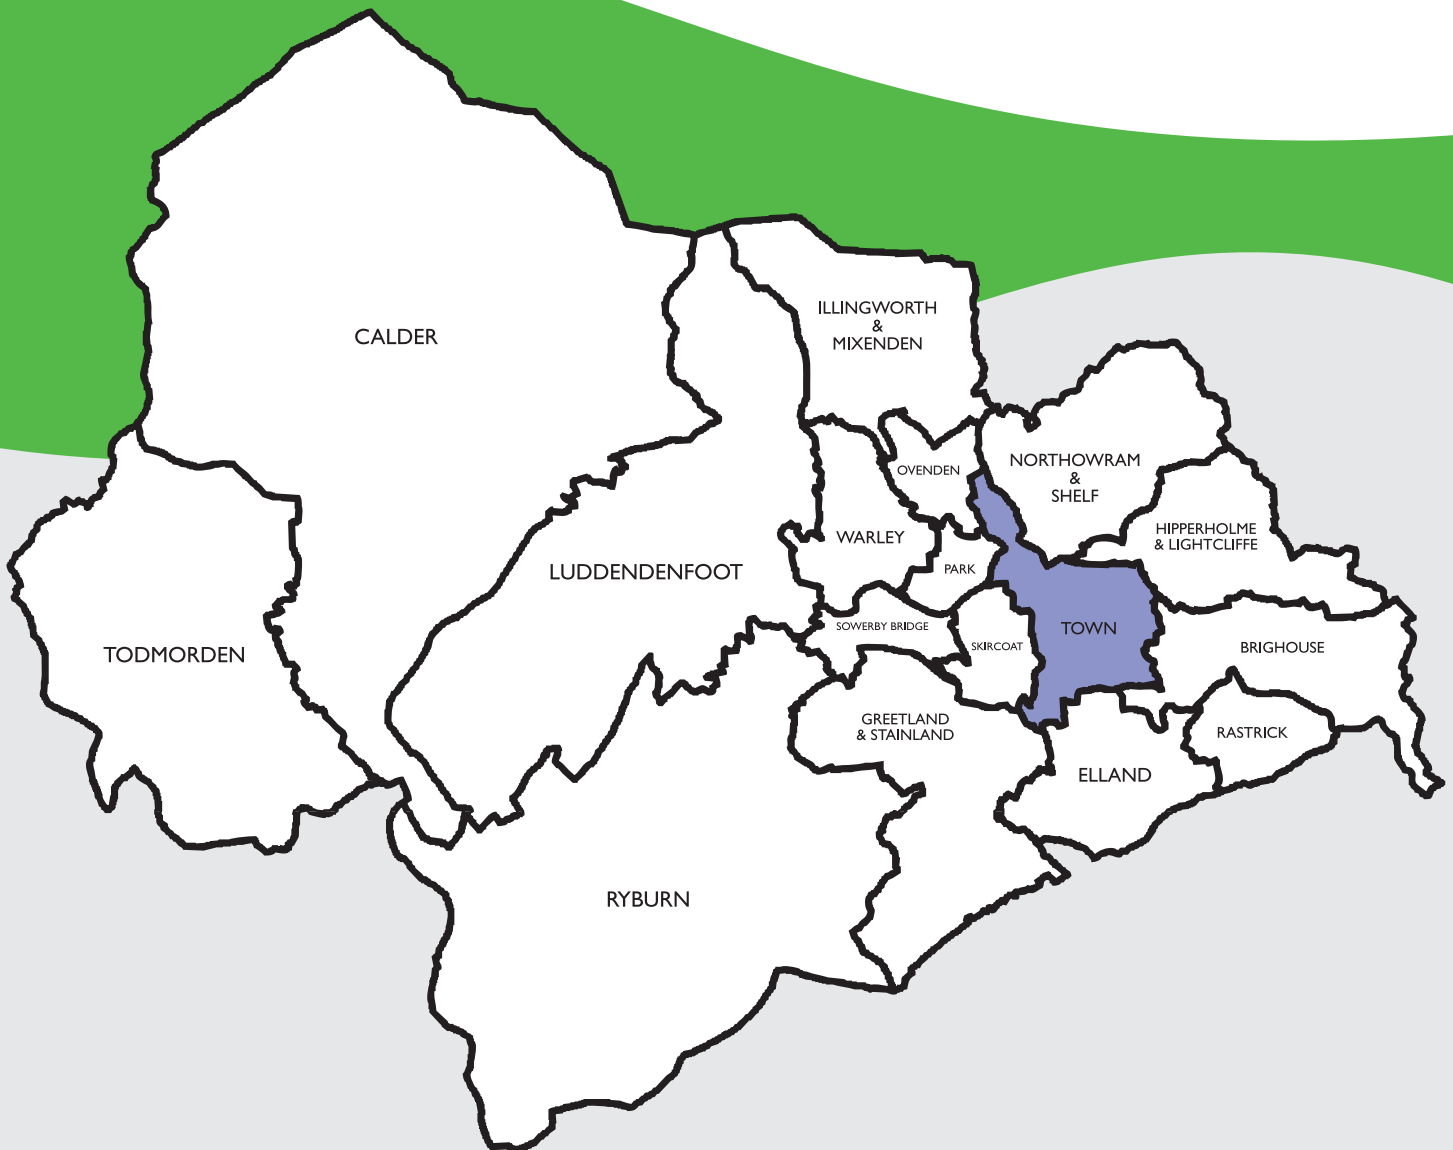 ILLINGWORTH
&
MIXENDEN
CALDER
NORTHOWRAM
&
SHELF
OVENDEN
HIPPERHOLME
& LIGHTCLIFFE
WARLEY
PARK
LUDDENDENFOOT
SOWERBY BRIDGE
TOWN
SKIRCOAT
BRIGHOUSE
TODMORDEN
GREETLAND
& STAINLAND
RASTRICK
ELLAND
RYBURN